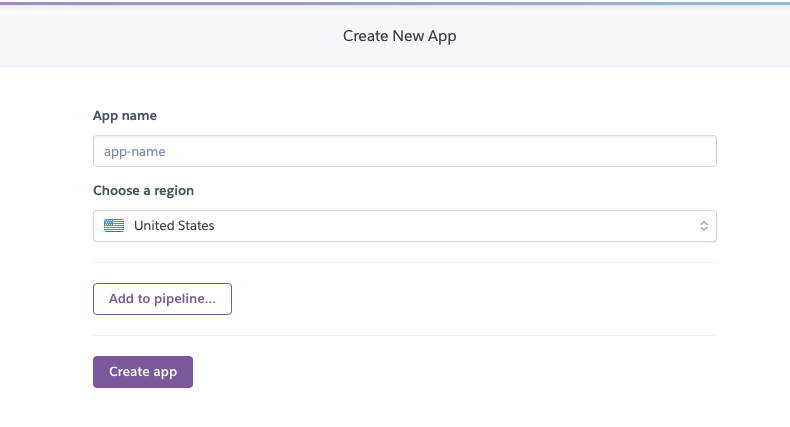 Create New App
App name
app-name
Choose a region
United States
Add to pipeline...
Create app